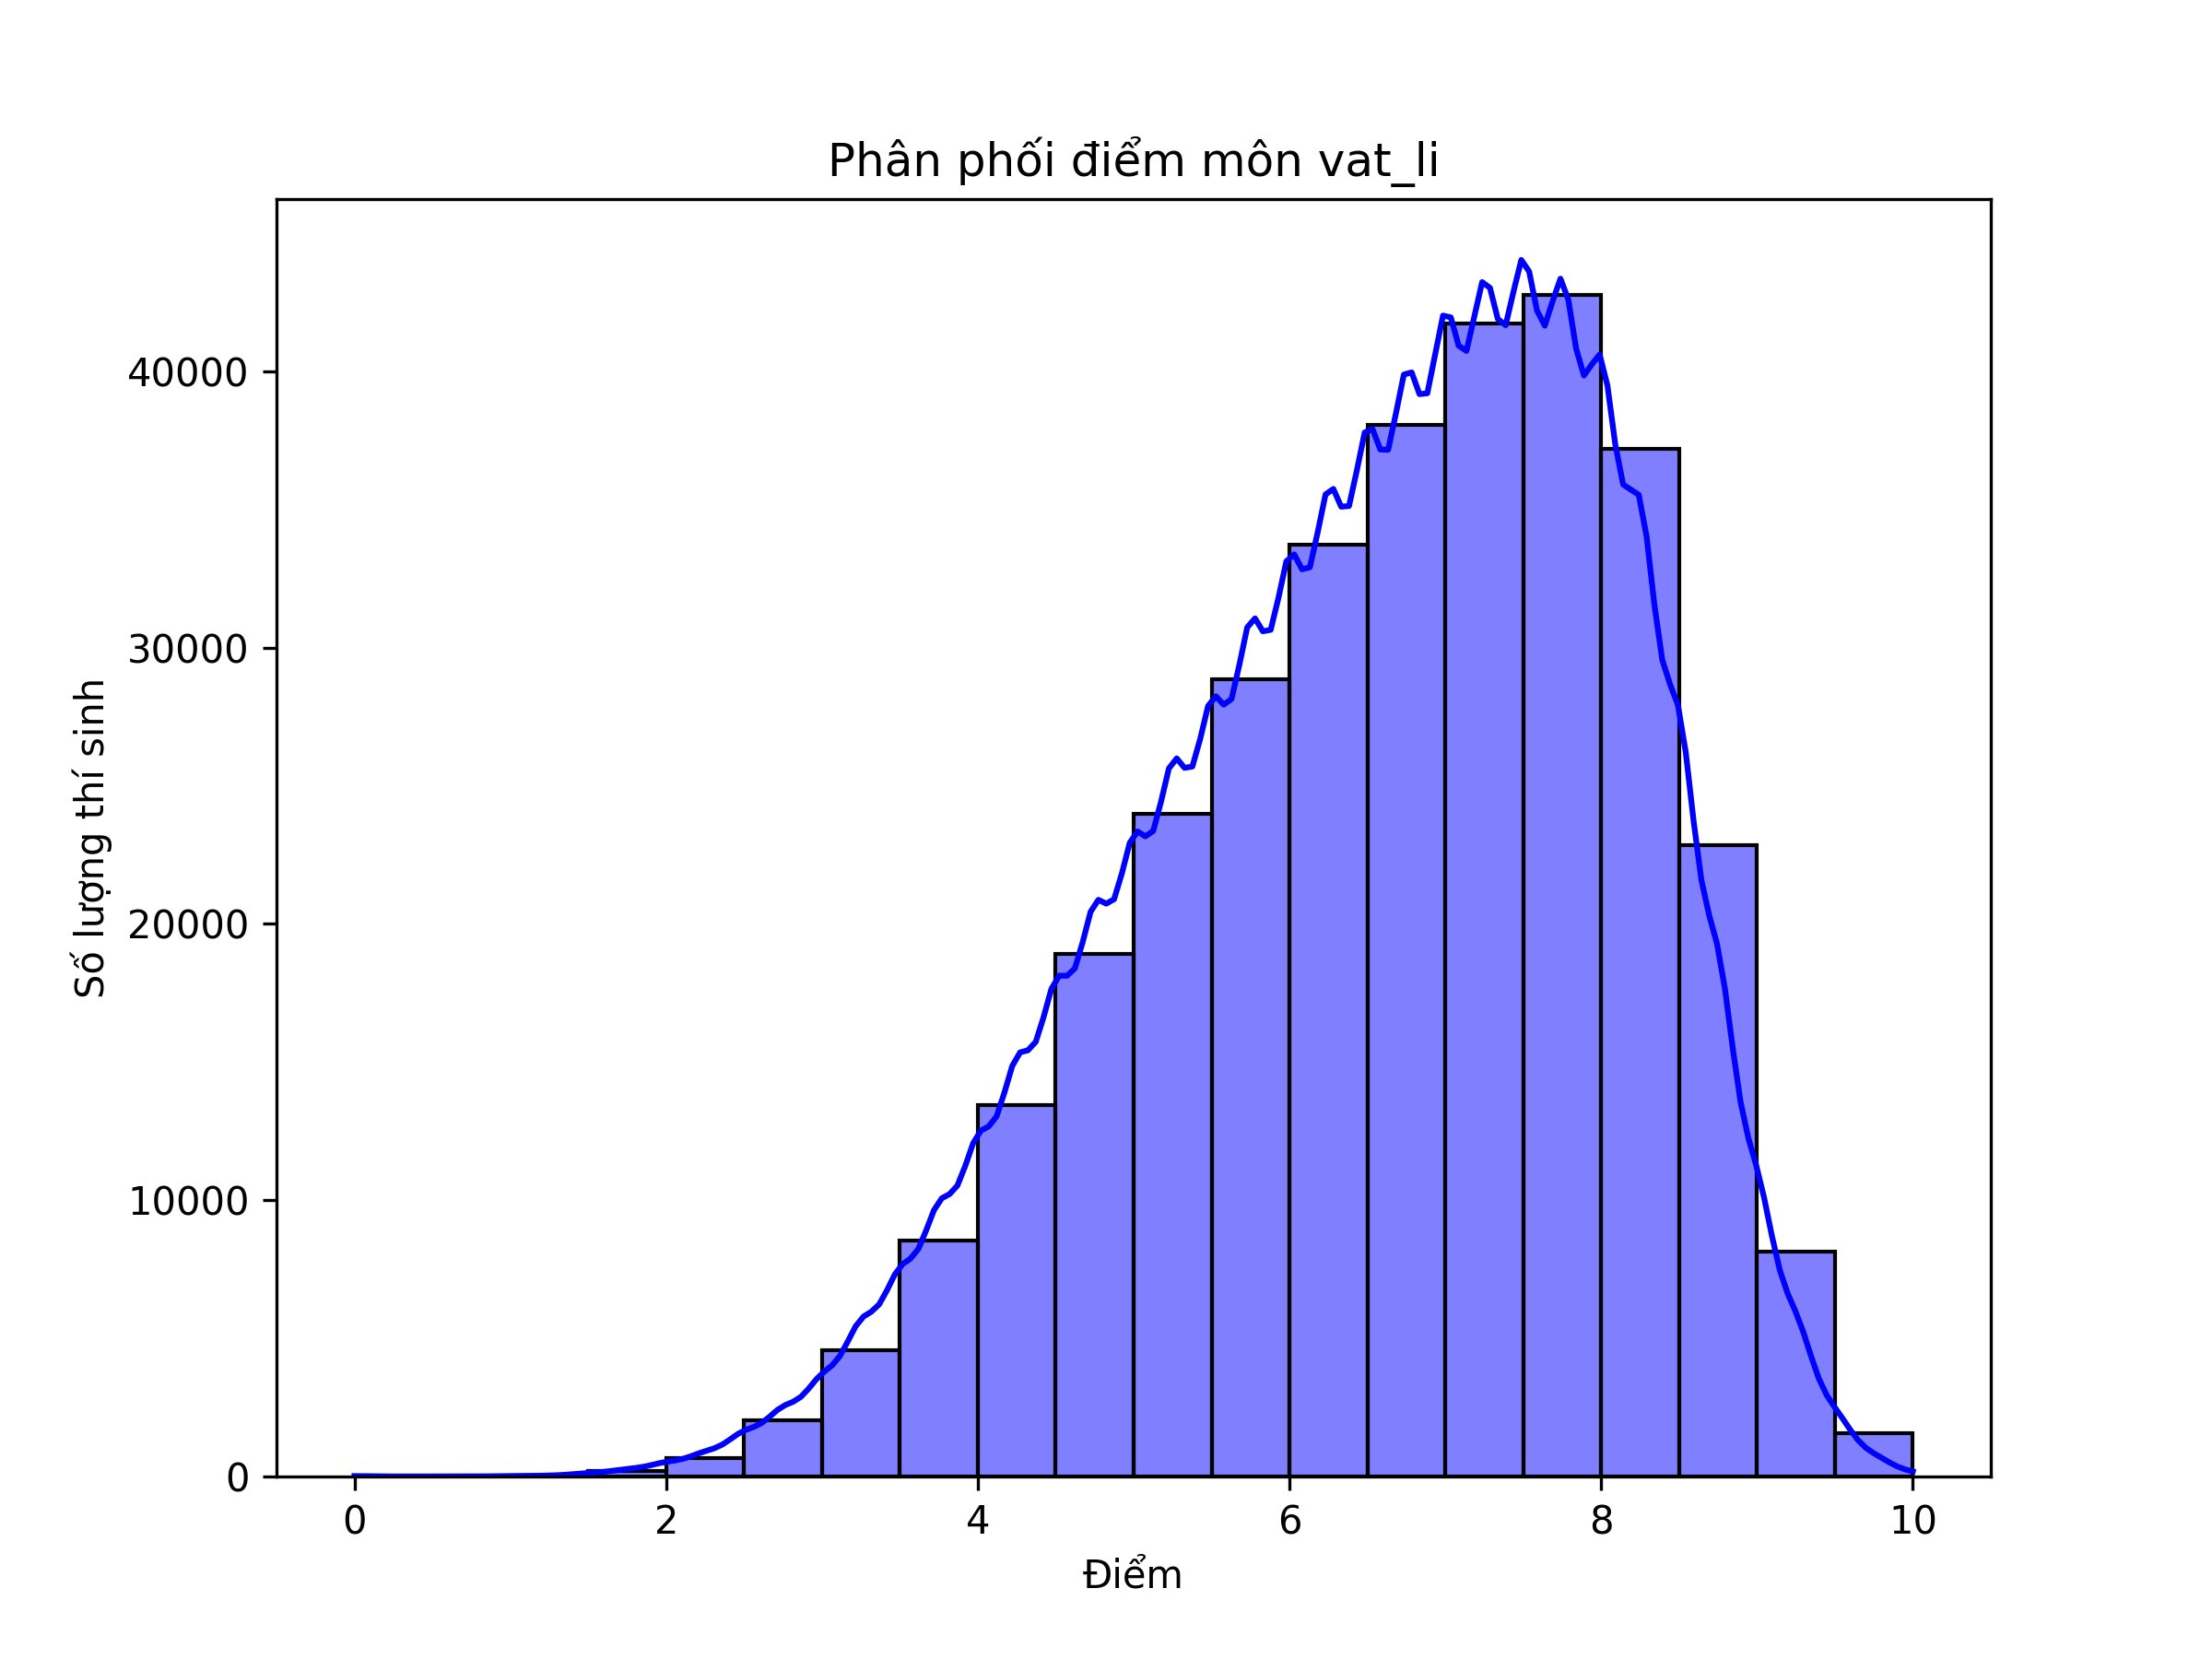 Phân phối điểm môn vat_li
Số lượng thí sinh
40000
30000
20000
10000
0
0 2 4 6 8 10
Điểm